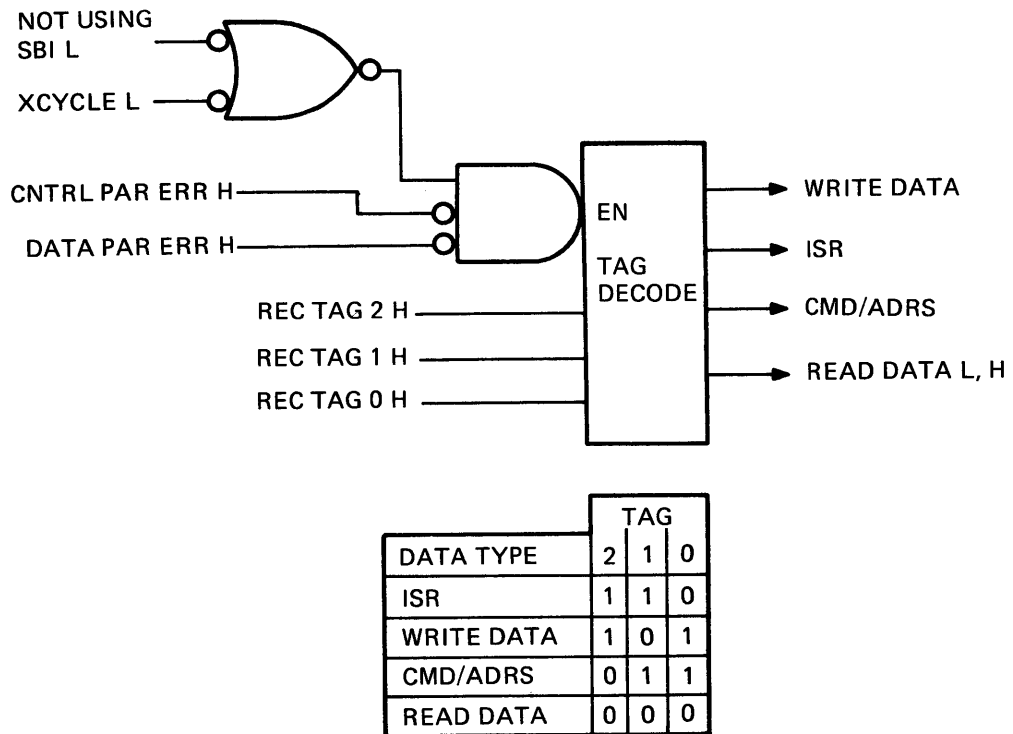 NOT USING
SBI L
XCYCLE L
CNTRL PAR ERR H
DATA PAR ERR H
REC TAG 2 H
REC TAG 1 H
REC TAG 0 H
EN
TAG
DECODE
WRITE DATA
ISR
CMD/ADRS
READ DATA L, H
TAG
DATA TYPE 2 1 0
ISR 1 1 0
WRITE DATA 1 0 1
CMD/ADRS 0 1 1
READ DATA 0 0 0